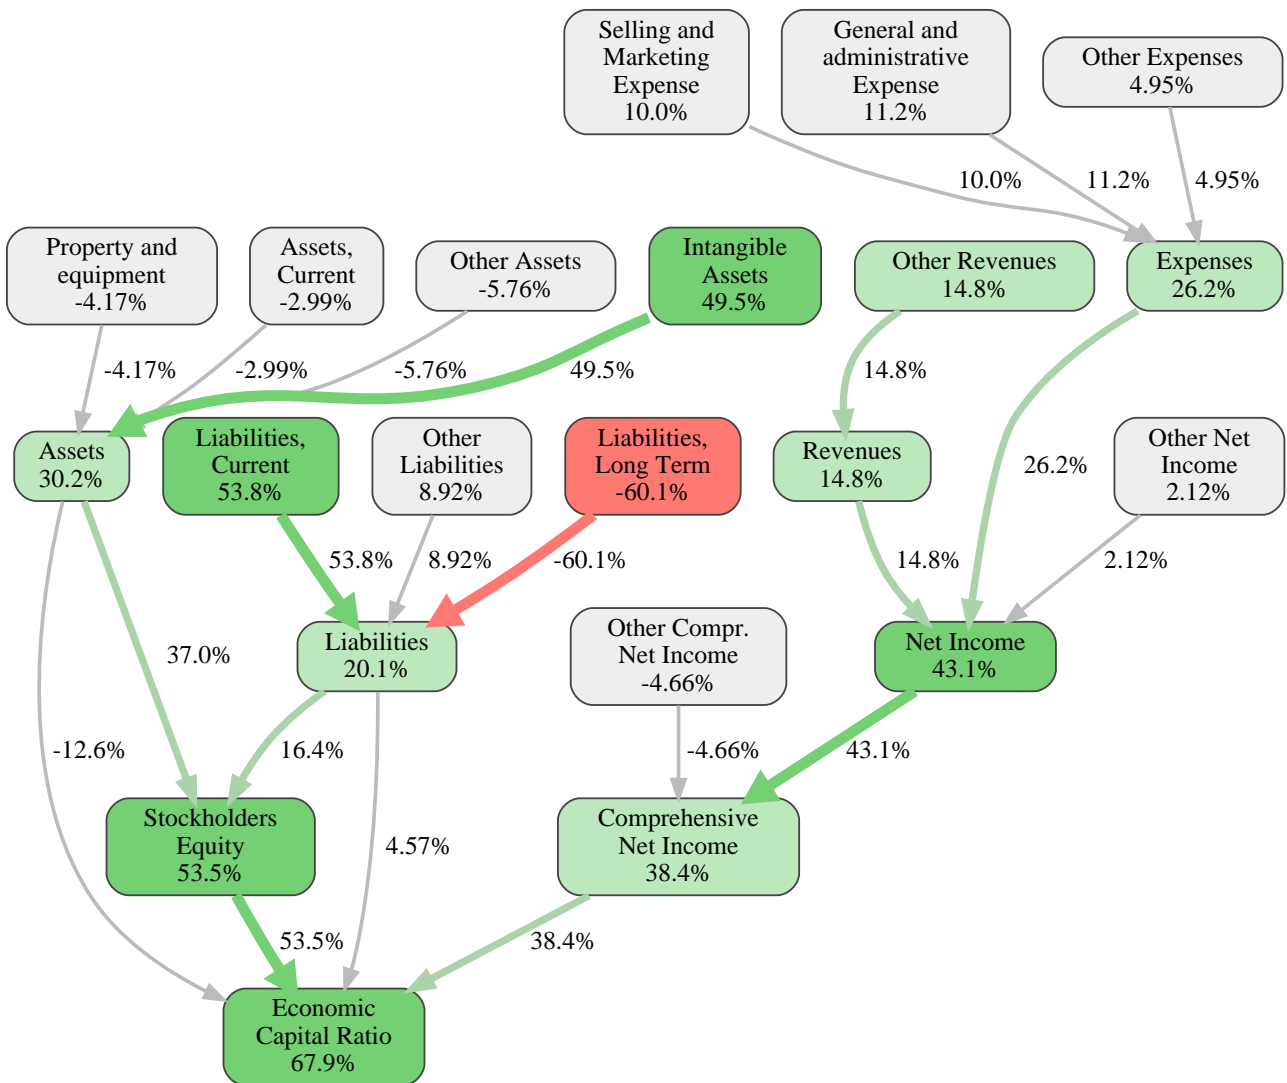 Selling and
Marketing
Expense
10.0%
General and
administrative
Expense
11.2%
Other Expenses
4.95%
10.0%
11.2%
4.95%
Property and
equipment
-4.17%
Assets,
Current
-2.99%
Other Assets
-5.76%
Intangible
Assets
49.5%
Other Revenues
14.8%
Expenses
26.2%
-4.17%
-2.99%
-5.76%
49.5%
14.8%
26.2%
Assets
30.2%
Liabilities,
Current
53.8%
Other
Liabilities
8.92%
Liabilities,
Long Term
-60.1%
Revenues
14.8%
Other Net
Income
2.12%
53.8%
8.92%
-60.1%
14.8%
2.12%
37.0%
Liabilities
20.1%
Other Compr.
Net Income
-4.66%
Net Income
43.1%
-12.6%
16.4%
-4.66%
43.1%
Stockholders
Equity
53.5%
4.57%
Comprehensive
Net Income
38.4%
53.5%
38.4%
Economic
Capital Ratio
67.9%